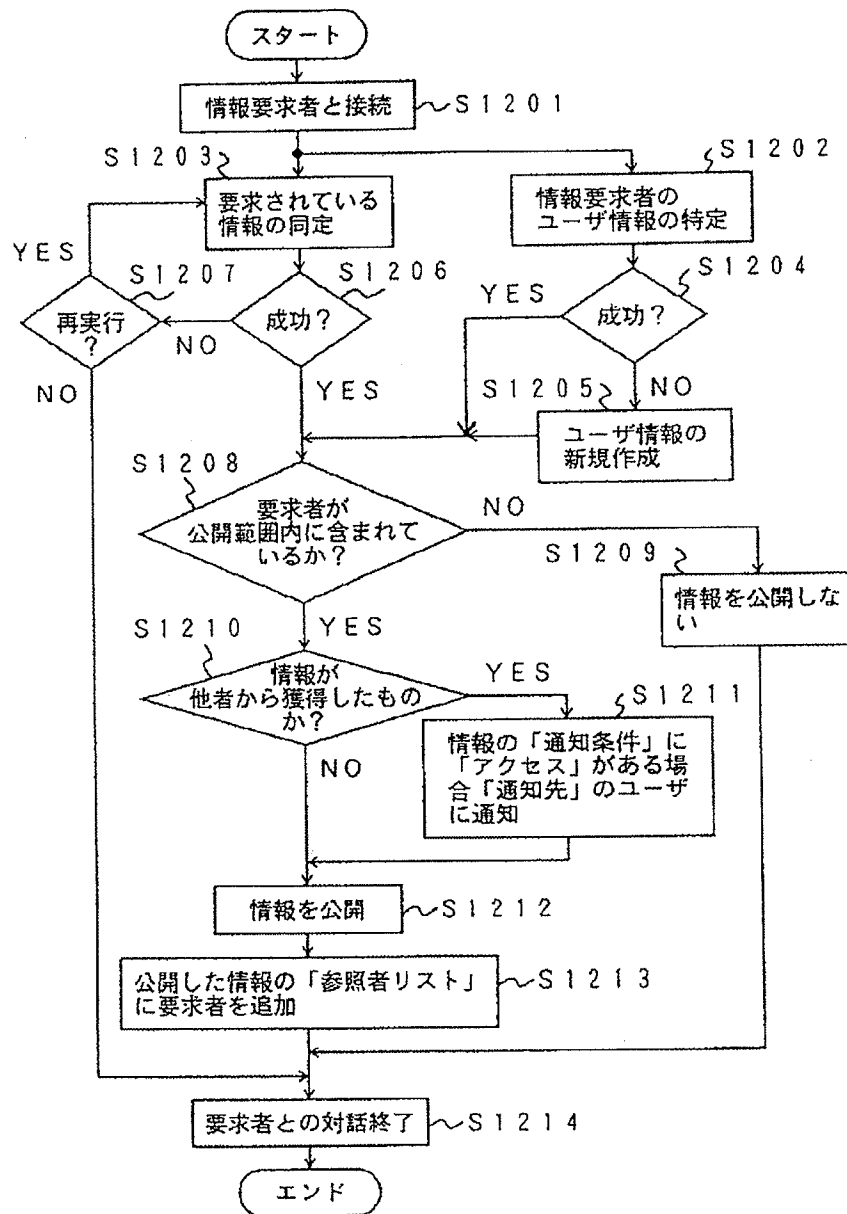 スタート
情報要求者と接続
S1201
S1203
S1202
要求されている
情報の同定
情報要求者の
ユーザ情報の特定
YES
S1207
S1206
S1204
再実行
?
NO
成功?
YES
成功?
NO
YES
S1205
NO
ユーザ情報の
新規作成
S1208
要求者が
公開範囲内に含まれて
いるか?
NO
S1209
情報を公開しな
い
YES
S1210
情報が
他者から獲得したもの
か?
YES
S1211
情報の「通知条件」に
「アクセス」がある場
合「通知先」のユーザ
に通知
NO
情報を公開
S1212
公開した情報の「参照者リスト」
に要求者を追加
S1213
要求者との対話終了
S1214
エンド